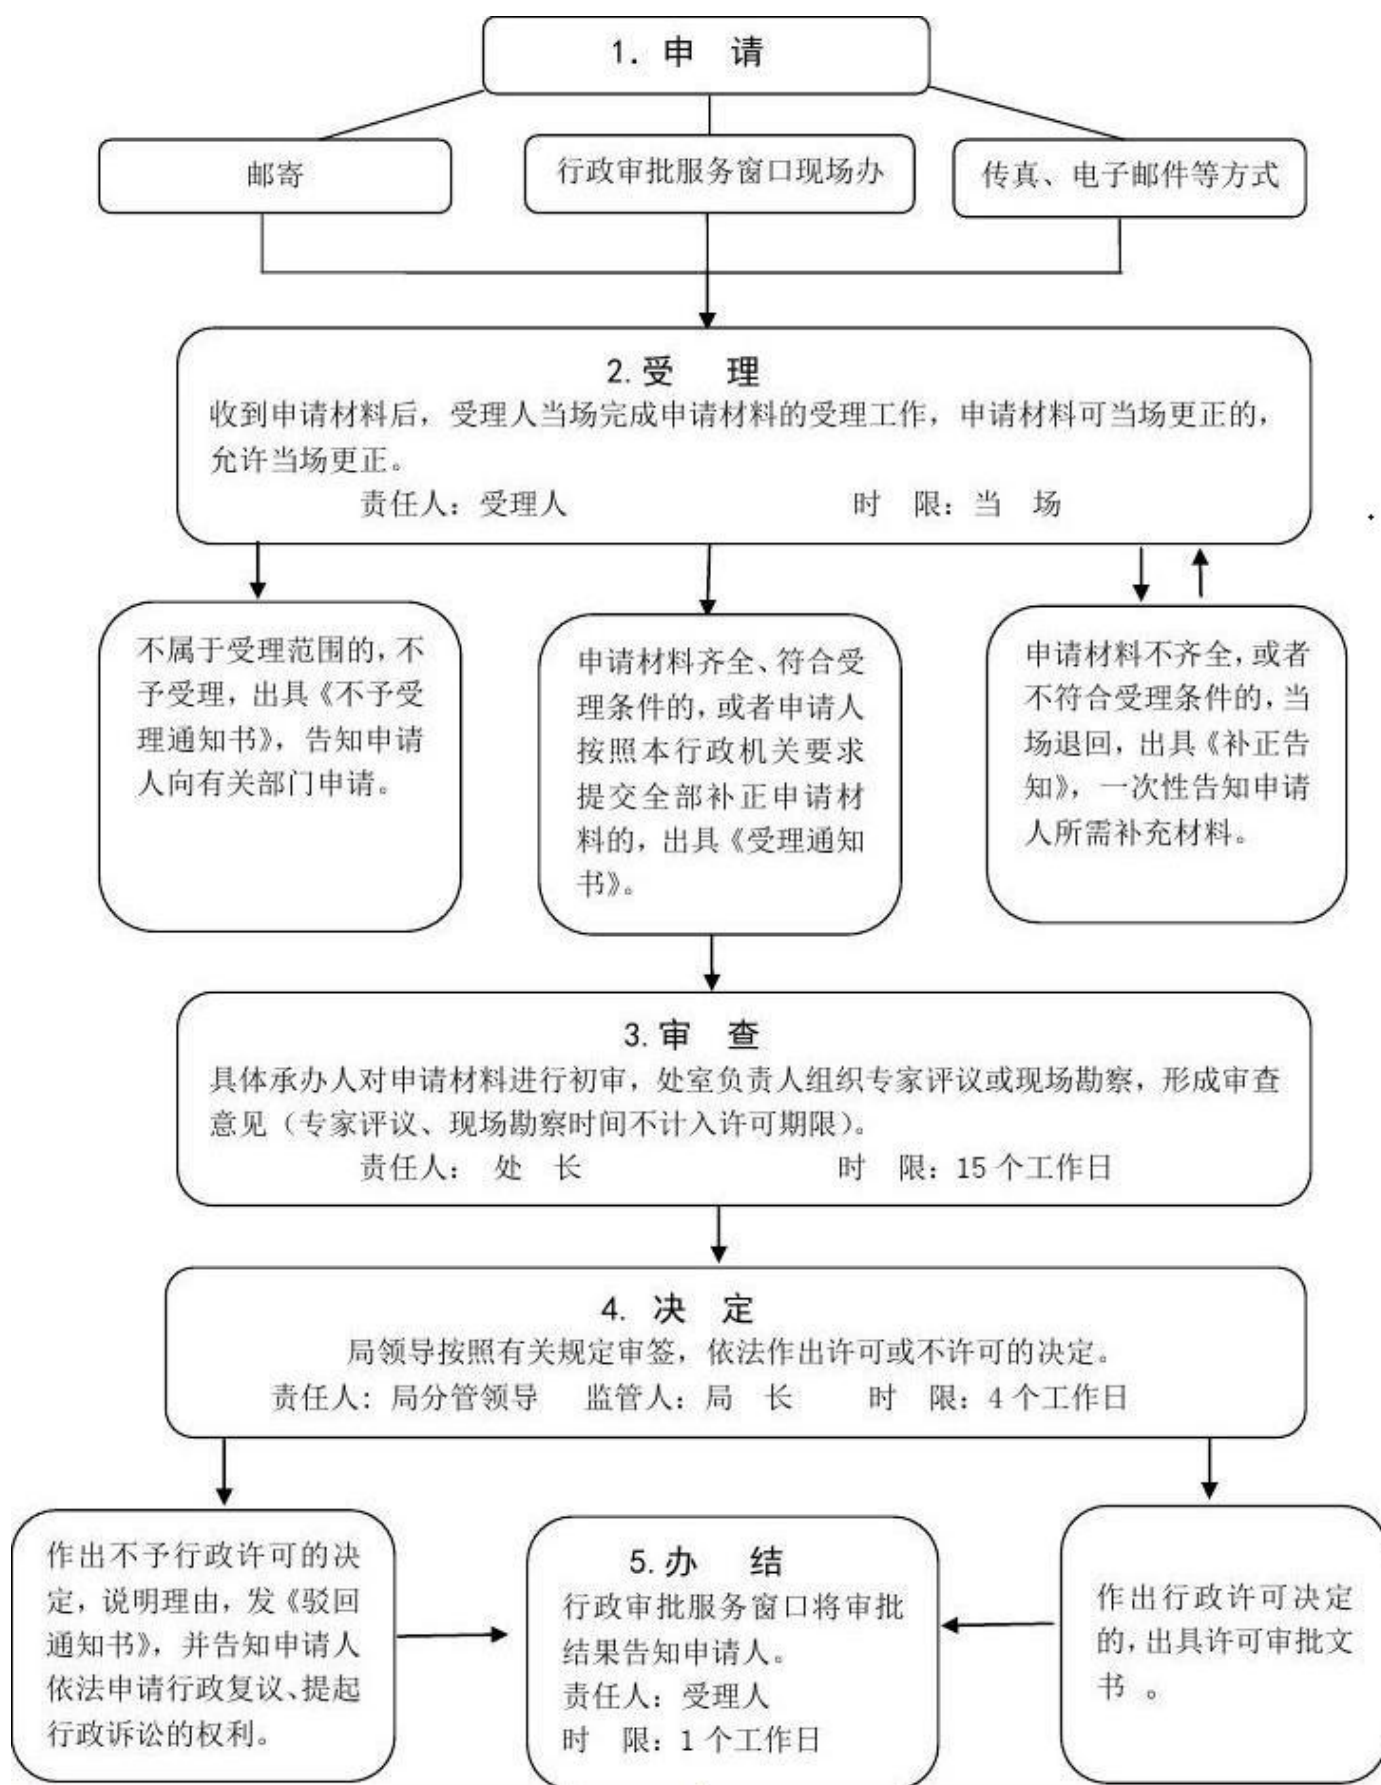 1. 申 请
邮寄
行政审批服务窗口现场办
传真、电子邮件等方式
2. 受 理
收到申请材料后，受理人当场完成申请材料的受理工作，申请材料可当场更正的，
允许当场更正。
责任人：受理人 时 限：当 场
不属于受理范围的，不
予受理，出具《不予受
理通知书》，告知申请
人向有关部门申请。
申请材料齐全、符合受
理条件的，或者申请人
按照本行政机关要求
提交全部补正申请材
料的，出具《受理通知
书》。
申请材料不齐全，或者
不符合受理条件的，当
场退回，出具《补正告
知》，一次性告知申请
人所需补充材料。
3. 审 查
具体承办人对申请材料进行初审，处室负责人组织专家评议或现场勘察，形成审查
意见（专家评议、现场勘察时间不计入许可期限）。
责任人： 处 长 时 限：15 个工作日
4. 决 定
局领导按照有关规定审签，依法作出许可或不许可的决定。
责任人: 局分管领导 监管人：局 长 时 限：4 个工作日
作出不予行政许可的决
定，说明理由，发《驳回
通知书》，并告知申请人
依法申请行政复议、提起
行政诉讼的权利。
5. 办 结
行政审批服务窗口将审批
结果告知申请人。
责任人：受理人
时 限：1 个工作日
作出行政许可决定
的，出具许可审批文
书 。